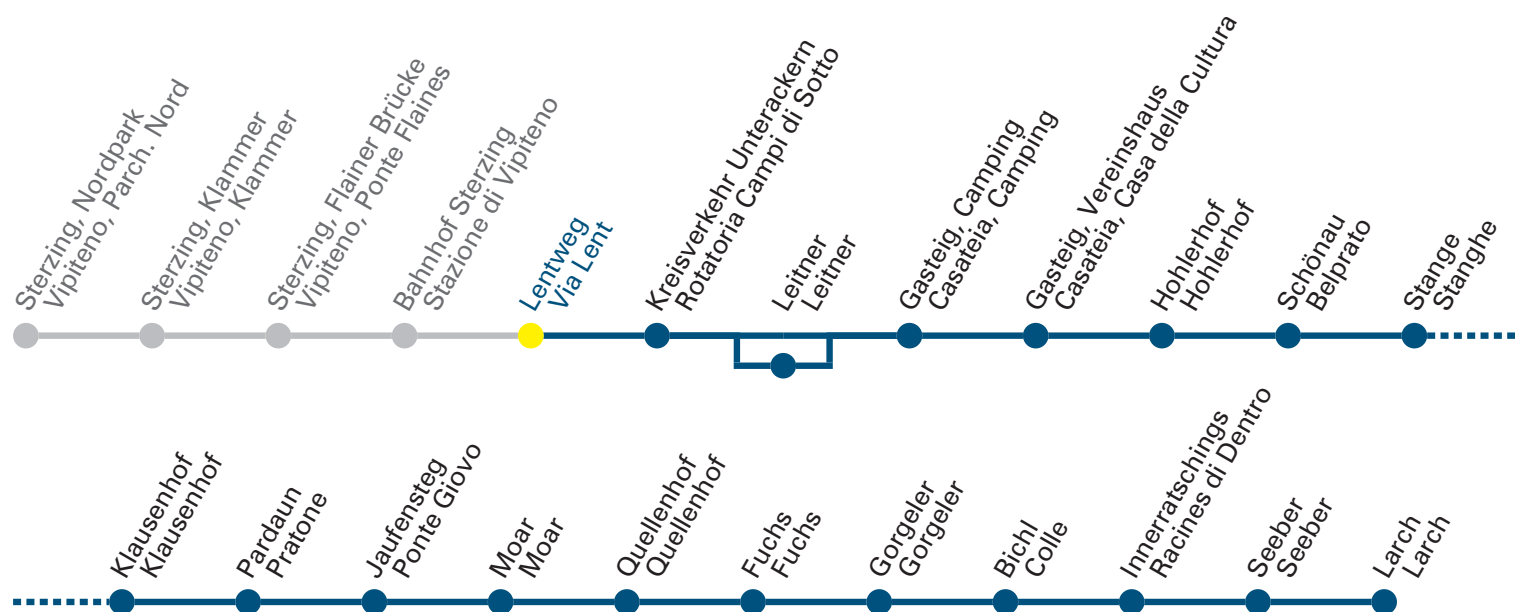 Sterzing, Nordpark
Vipiteno, Parch. Nord
Sterzing, Klammer
Vipiteno, Klammer
Sterzing, Flainer Brücke
Vipiteno, Ponte Flaines
Bahnhof Sterzing
Stazione di Vipiteno
Lentweg
Via Lent
Kreisverkehr Unterackern
Rotatoria Campi di Sotto
Leitner
Leitner
Gasteig, Camping
Casateia, Camping
Gasteig, Vereinshaus
Casateia, Casa della Cultura
Hohlerhof
Hohlerhof
Schönau
Belprato
Stange
Stanghe
Klausenhof
Klausenhof
Pardaun
Pratone
Jaufensteg
Ponte Giovo
Moar
Moar
Quellenhof
Quellenhof
Fuchs
Fuchs
Gorgeler
Gorgeler
Bichl
Colle
Innerratschings
Racines di Dentro
Seeber
Seeber
Larch
Larch